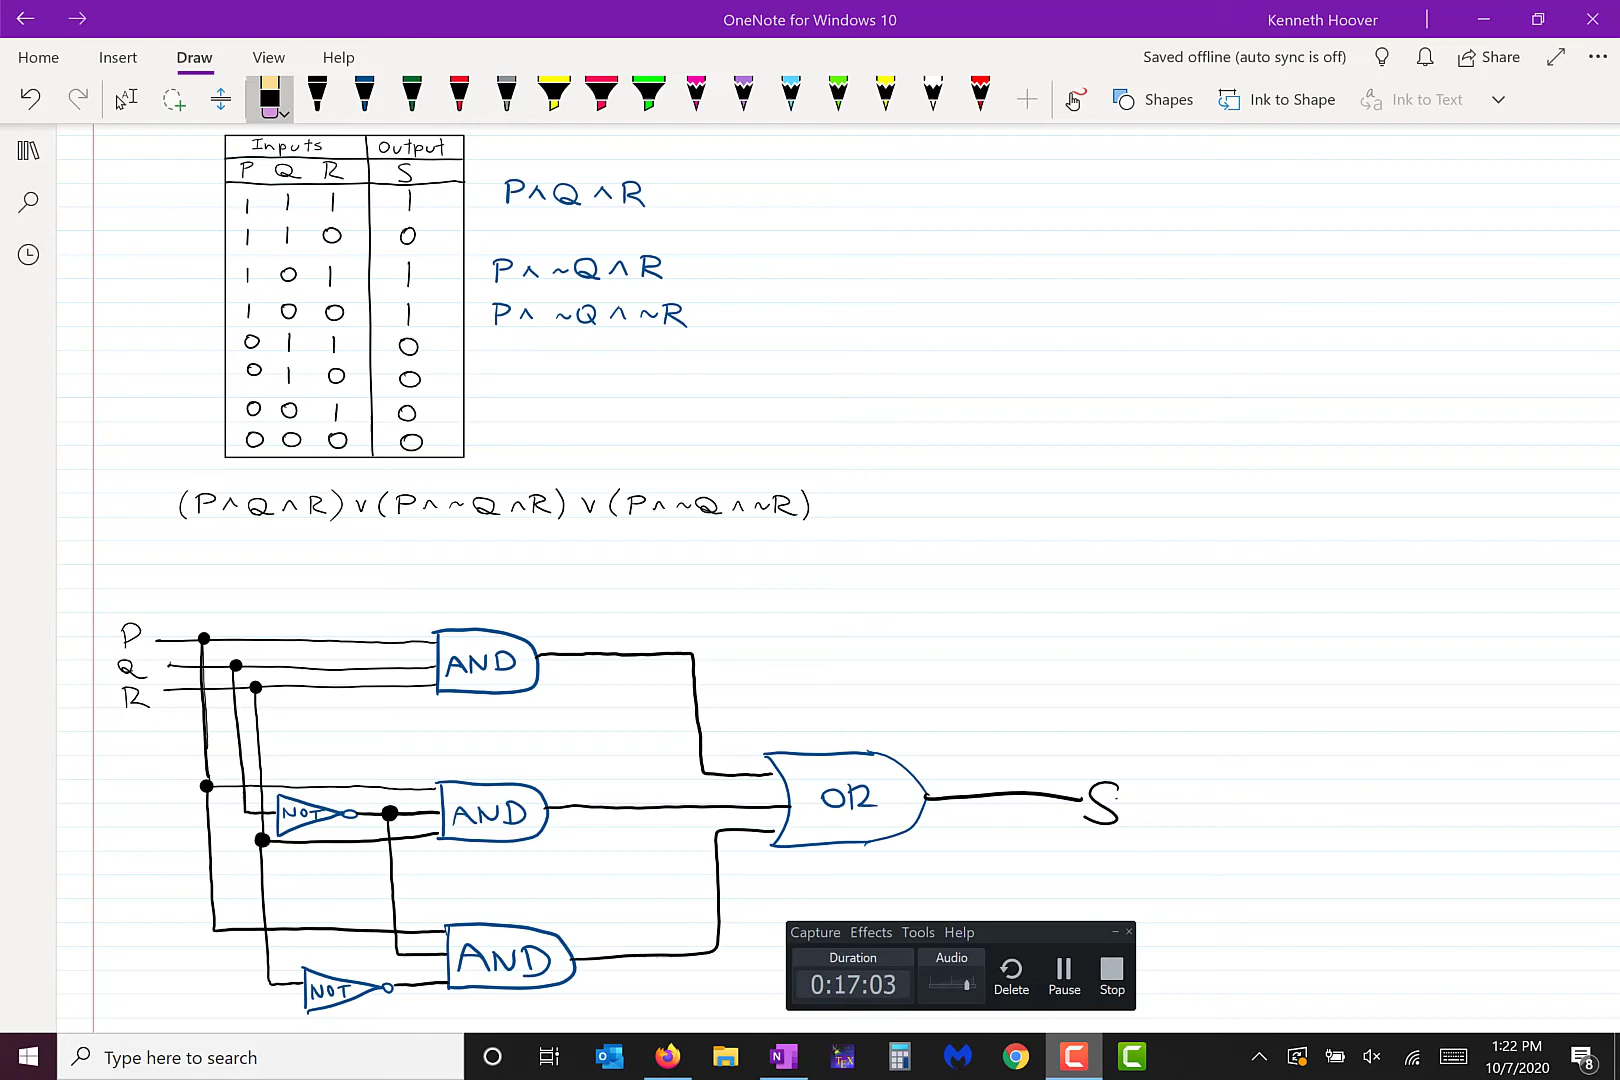 OneNote for Windows 10
Kenneth Hoover
Home Insert Draw View Help
Saved offline (auto sync is off) Share
Shapes Ink to Shape Ink to Text
Inputs Output
P Q R S
1 1 1 1 P∧Q∧R
1 1 0 0
1 0 1 1 P∧~Q∧R
1 0 0 1 P∧~Q∧~R
0 1 1 0
0 1 0 0
0 0 1 0
0 0 0 0
(P∧Q∧R)∨(P∧~Q∧R)∨(P∧~Q∧~R)
P
Q
R
AND
OR
S
NOT
AND
AND
NOT
Capture Effects Tools Help
Duration Audio
0:17:03
Delete Pause Stop
Type here to search
1:22 PM
10/7/2020
8